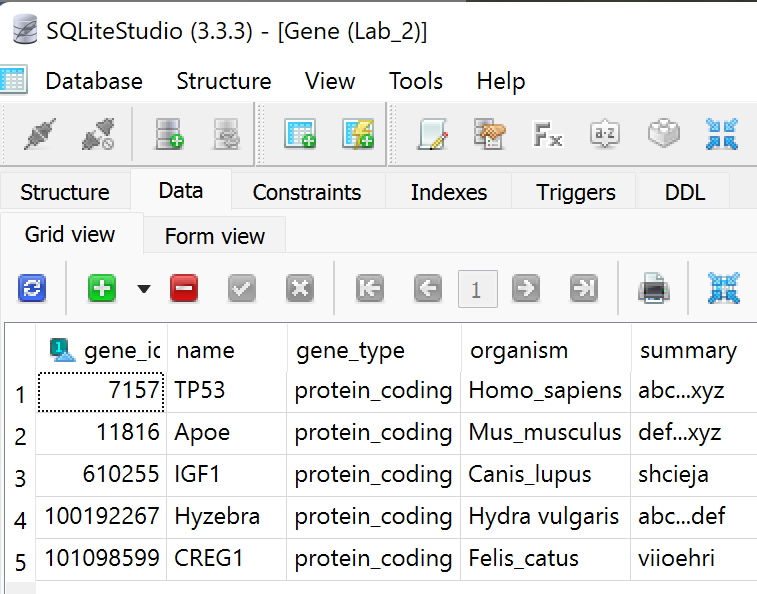 SQLiteStudio (3.3.3) - [Gene (Lab_2)]
Database Structure View Tools Help
Fx a-z
Structure Data Constraints Indexes Triggers DDL
Grid view Form view
1
1 gene_id name gene_type organism summary
1 7157 TP53 protein_coding Homo_sapiens abc...xyz
2 11816 Apoe protein_coding Mus_musculus def...xyz
3 610255 IGF1 protein_coding Canis_lupus shcieja
4 100192267 Hyzebra protein_coding Hydra vulgaris abc...def
5 101098599 CREG1 protein_coding Felis_catus viioehri